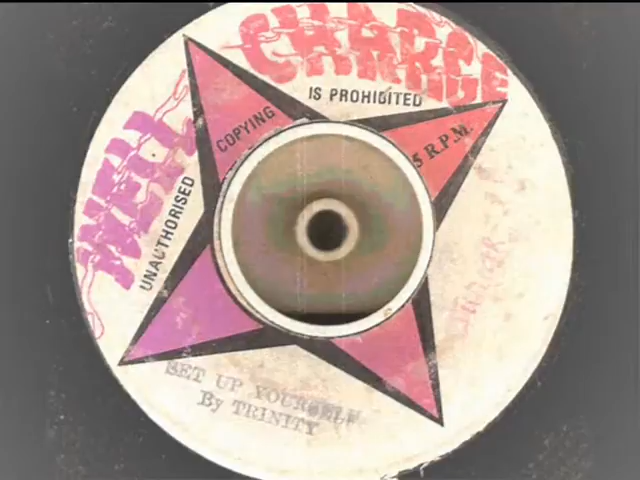 WELL CHARGE
UNAUTHORISED COPYING IS PROHIBITED
5 R.P.M.
SET UP YOURSELF
By TRINITY